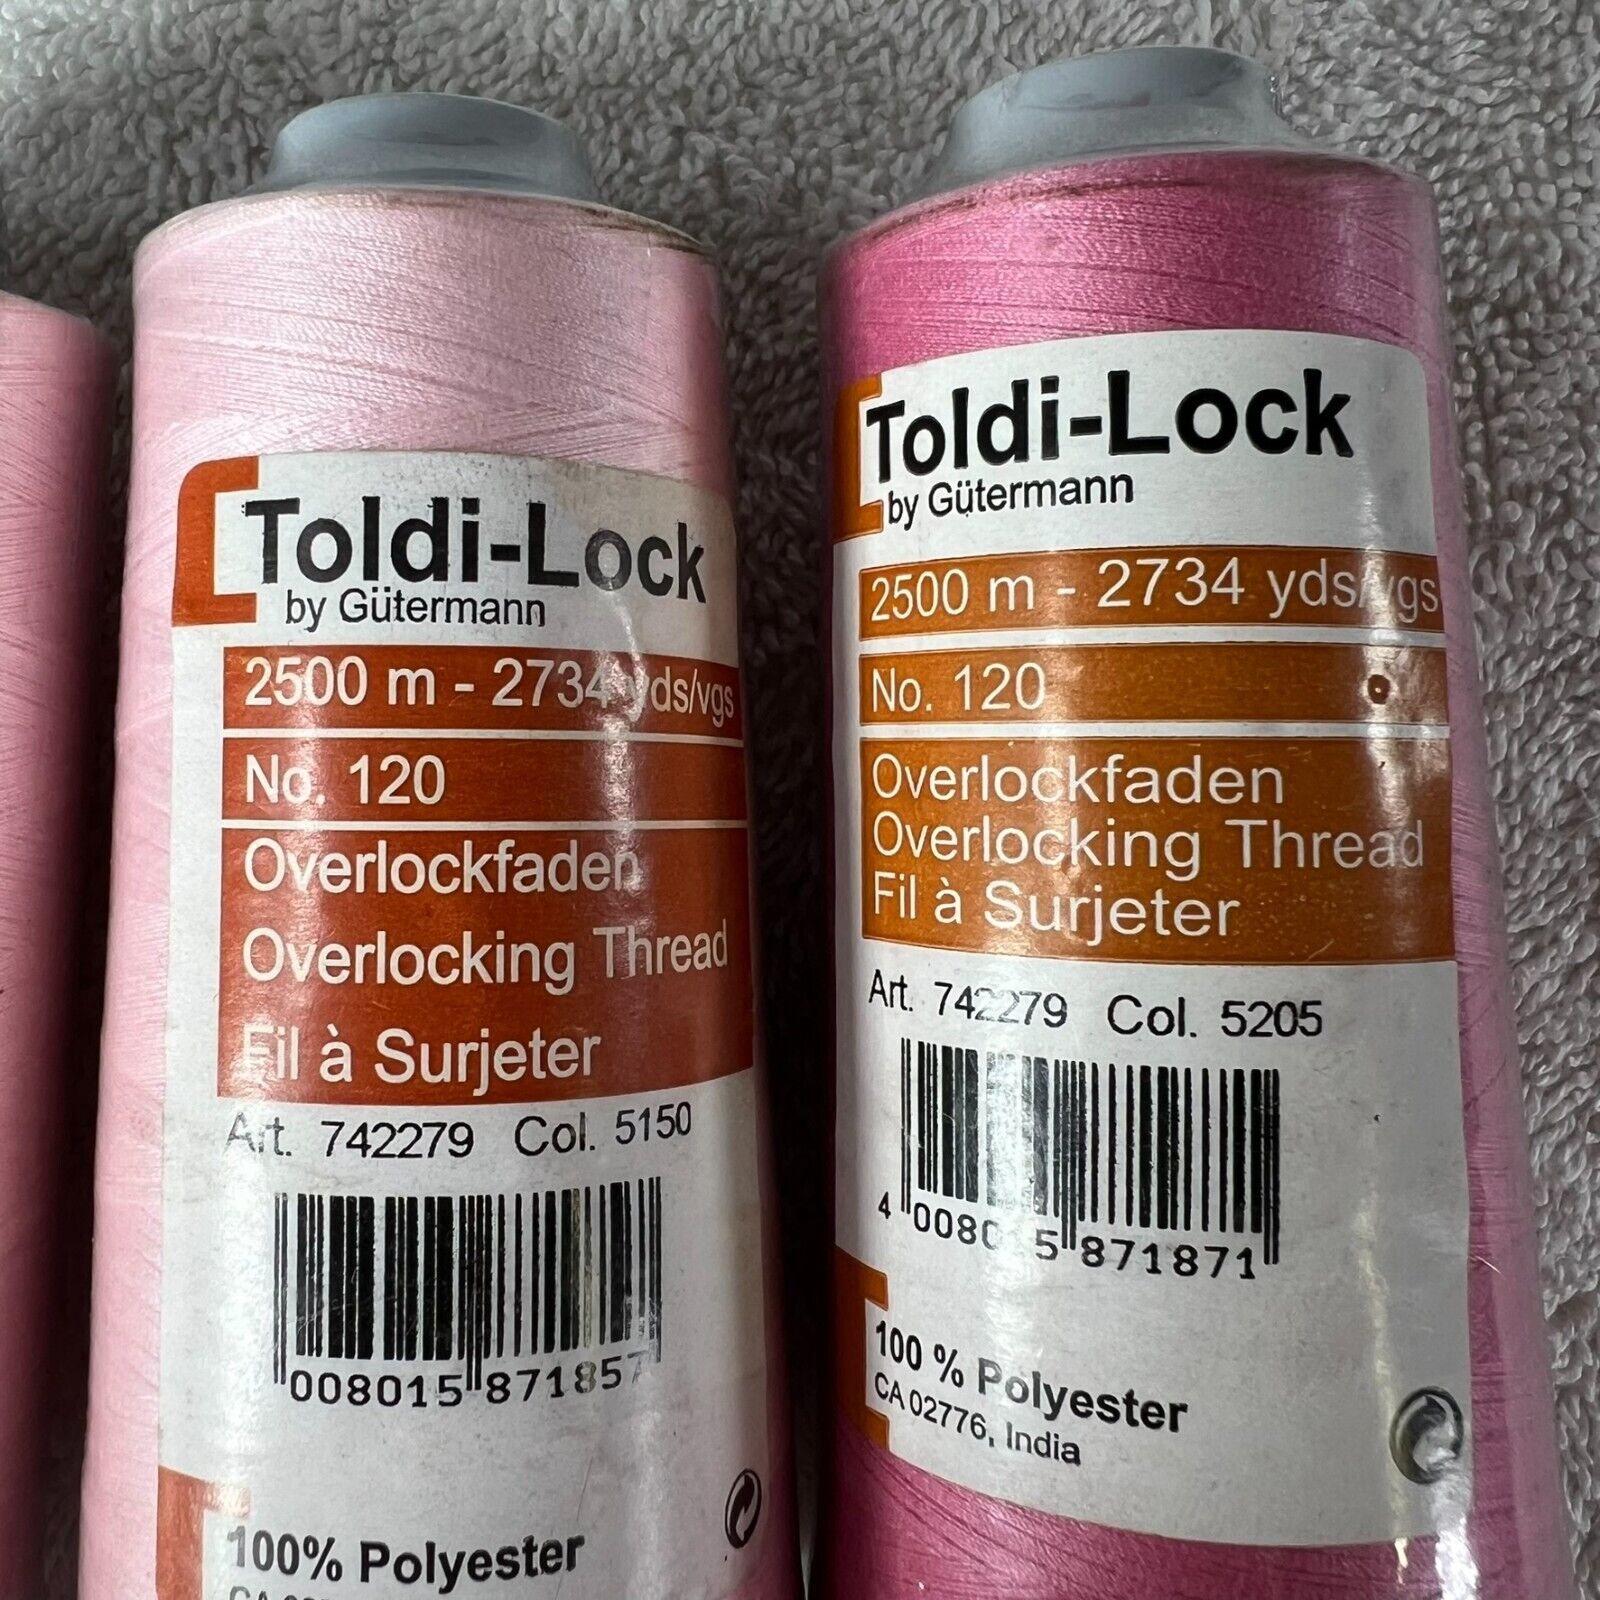 Toldi-Lock
by Gütermann
2500 m - 2734 yds/vgs
No. 120
Overlockfaden
Overlocking Thread
Fil à Surjeter
Art. 742279 Col. 5150
008015 871857
100% Polyester
Toldi-Lock
by Gütermann
2500 m - 2734 yds/vgs
No. 120
Overlockfaden
Overlocking Thread
Fil à Surjeter
Art. 742279 Col. 5205
4 008015 871871
100 % Polyester
CA 02776, India